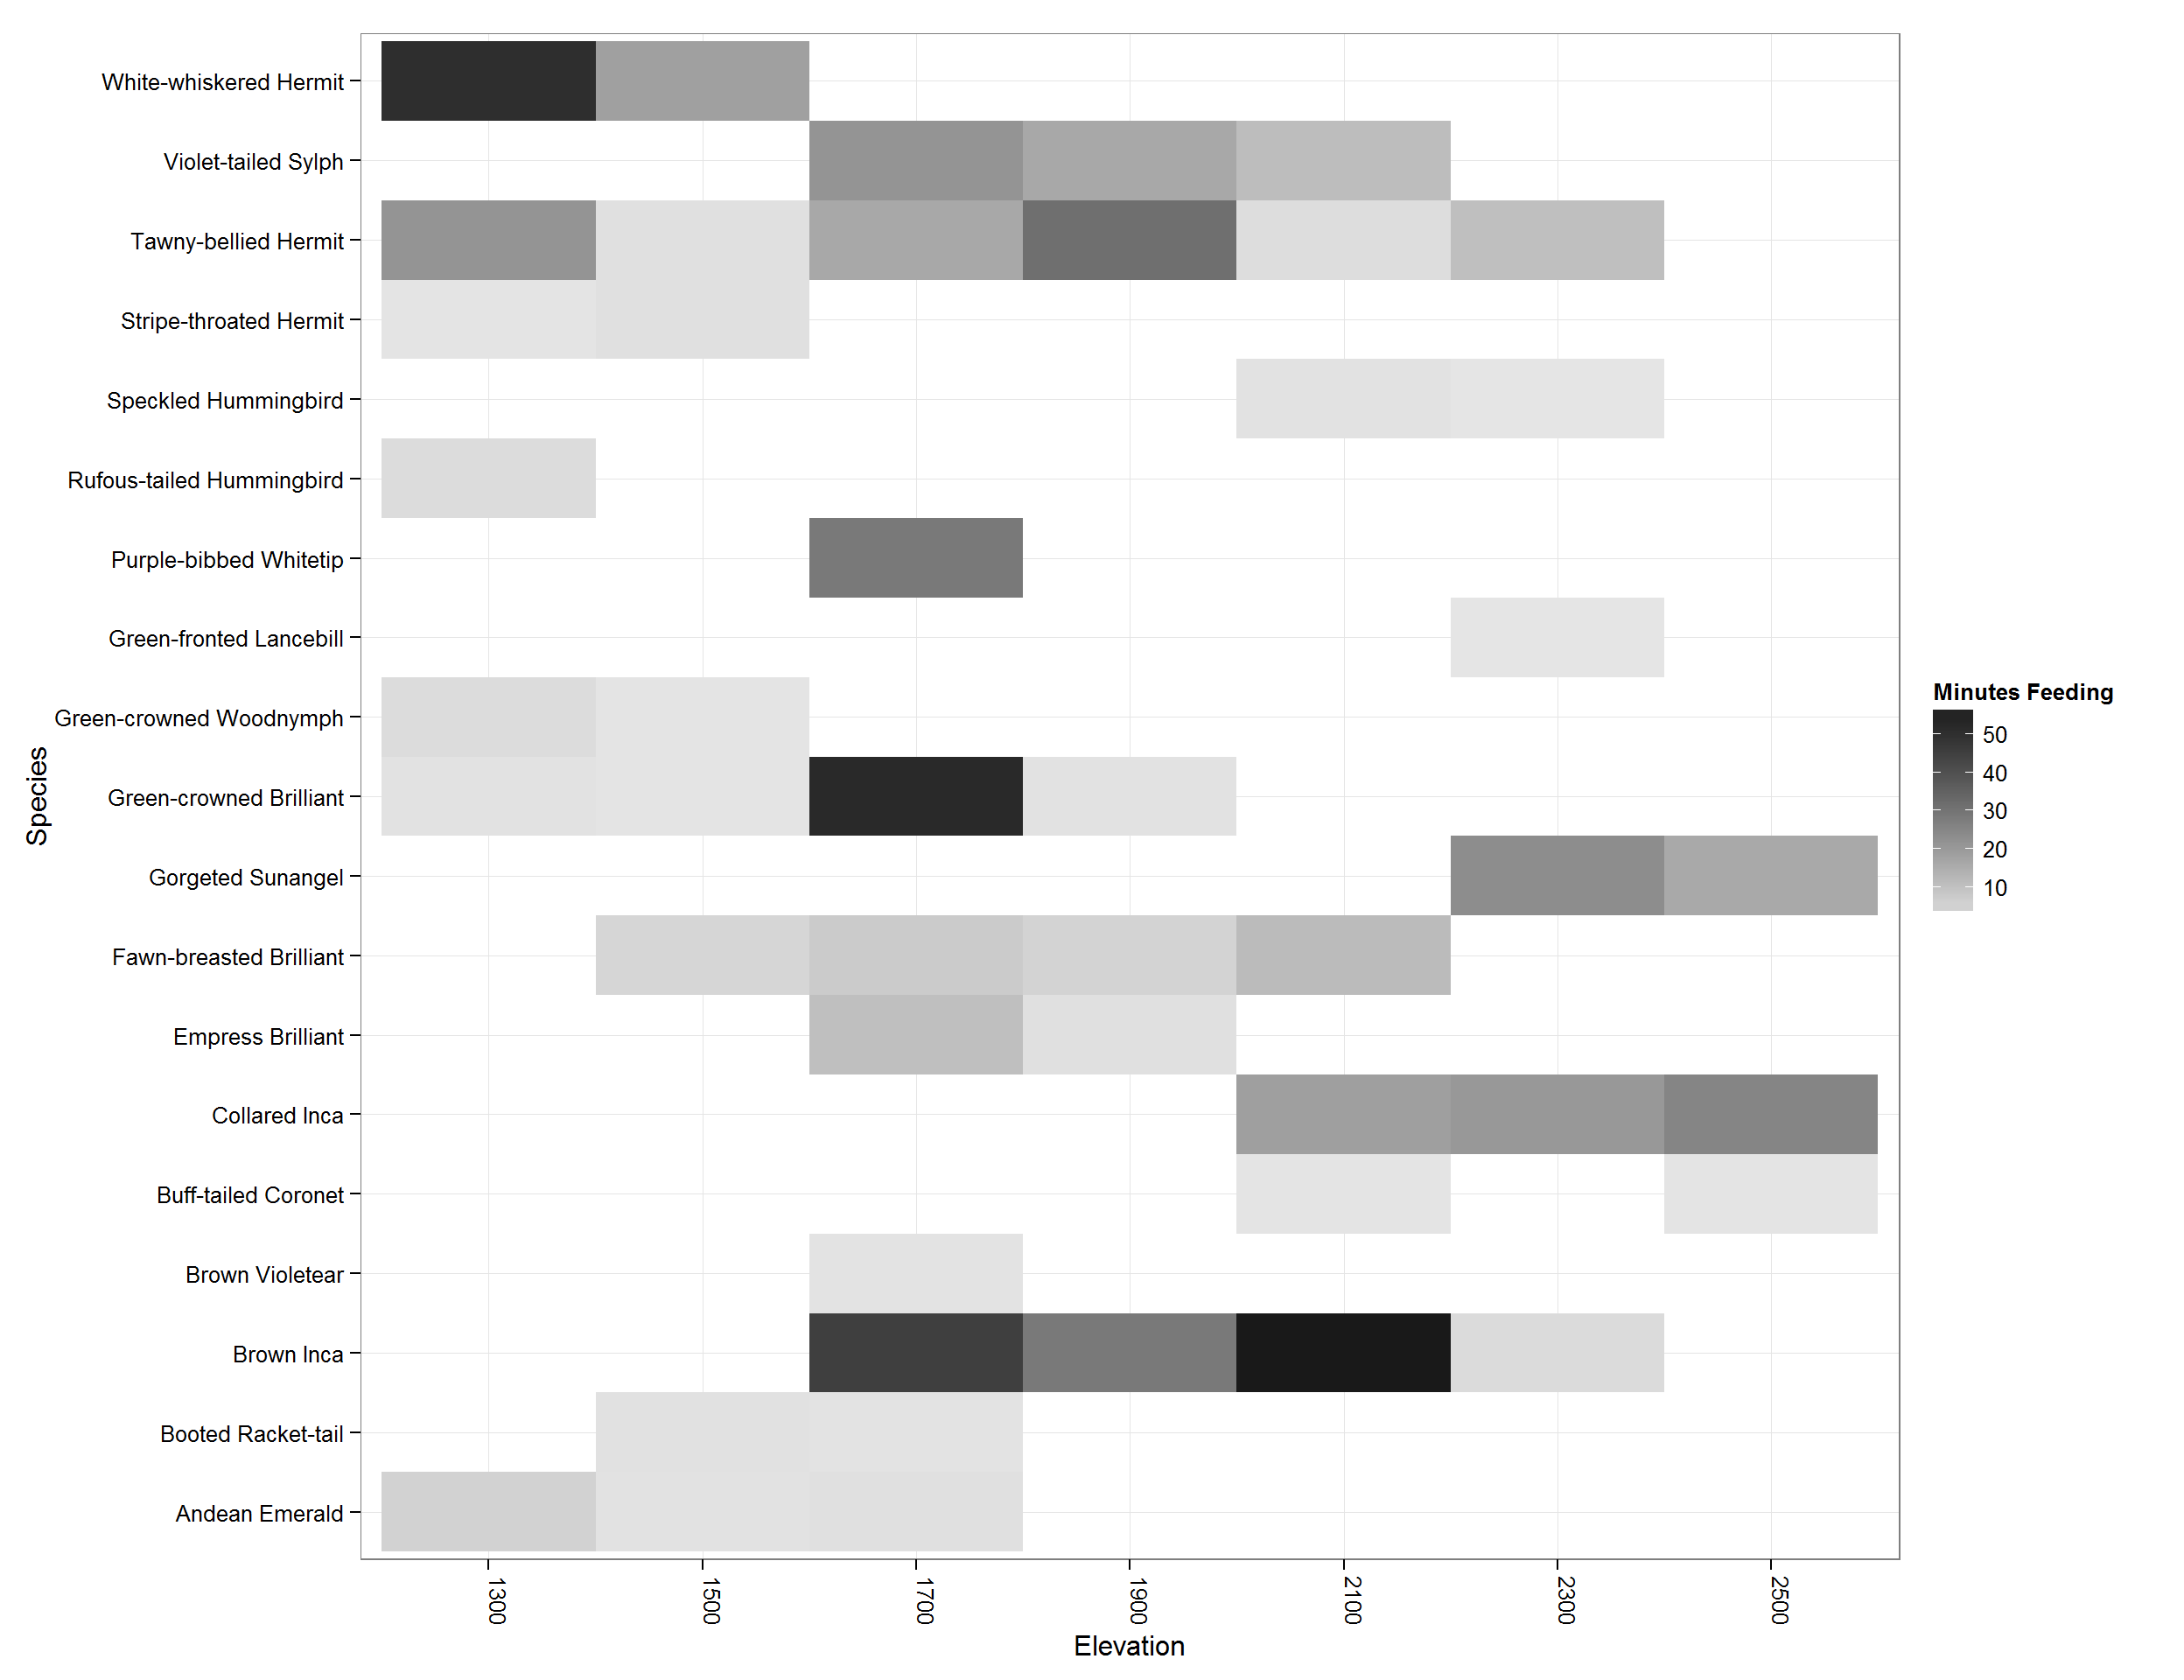 White-whiskered Hermit
Violet-tailed Sylph
Tawny-bellied Hermit
Stripe-throated Hermit
Speckled Hummingbird
Rufous-tailed Hummingbird
Purple-bibbed Whitetip
Green-fronted Lancebill
Green-crowned Woodnymph
Green-crowned Brilliant
Gorgeted Sunangel
Fawn-breasted Brilliant
Empress Brilliant
Collared Inca
Buff-tailed Coronet
Brown Violetear
Brown Inca
Booted Racket-tail
Andean Emerald
Species
1300
1500
1700
1900
2100
2300
2500
Elevation
Minutes Feeding
50
40
30
20
10